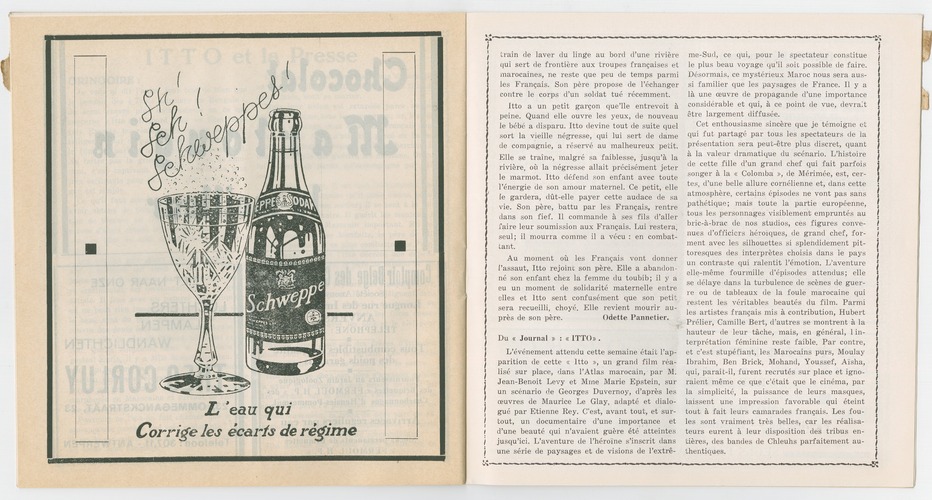 Sch!
Sch!
Schweppes!
EPPE'S SODA
Schweppe
L'eau qui
Corrige les écarts de régime
train de laver du linge au bord d'une rivière
qui sert de frontière aux troupes françaises et
marocaines, ne reste que peu de temps parmi
les Français. Son père propose de l'échanger
contre le corps d'un soldat tué récemment.
Itto a un petit garçon qu'elle entrevoit à
peine. Quand elle ouvre les yeux, de nouveau
le bébé a disparu. Itto devine tout de suite quel
sort la vieille négresse, qui lui sert de dame
de compagnie, a réservé au malheureux petit.
Elle se traîne, malgré sa faiblesse, jusqu'à la
rivière, où la négresse allait précisément jeter
le marmot. Itto défend son enfant avec toute
l'énergie de son amour maternel. Ce petit, elle
le gardera, dût-elle payer cette audace de sa
vie. Son père, battu par les Français, rentre
dans son fief. Il commande à ses fils d'aller
faire leur soumission aux Français. Lui restera,
seul; il mourra comme il a vécu : en combat-
tant.
Au moment où les Français vont donner
l'assaut, Itto rejoint son père. Elle a abandon-
né son enfant chez la femme du toubib; il y a
eu un moment de solidarité maternelle entre
elles et Itto sent confusément que son petit
sera recueilli, choyé. Elle revient mourir au-
près de son père. Odette Pannetier.
Du « Journal » : « ITTO» .
L'événement attendu cette semaine était l'ap-
parition de cette « Itto », un grand film réa-
lisé sur place, dans l'Atlas marocain, par M.
Jean-Benoit Levy et Mme Marie Epstein, sur
un scénario de Georges Duvernoy, d'après les
œuvres de Maurice Le Glay, adapté et dialo-
gué par Etienne Rey. C'est, avant tout, et sur-
tout, un documentaire d'une importance et
d'une beauté qui n'avaient guère été atteintes
jusqu'ici. L'aventure de l'héroïne s'inscrit dans
une série de paysages et de visions de l'extrê-
me-Sud, ce qui, pour le spectateur constitue
le plus beau voyage qu'il soit possible de faire.
Désormais, ce mystérieux Maroc nous sera aus-
si familier que les paysages de France. Il y a
là une œuvre de propagande d'une importance
considérable et qui, à ce point de vue, devrait
être largement diffusée.
Cet enthousiasme sincère que je témoigne et
qui fut partagé par tous les spectateurs de la
présentation sera peut-être plus discret, quant
à la valeur dramatique du scénario. L'histoire
de cette fille d'un grand chef qui fait parfois
songer à la « Colomba », de Mérimée, est, cer-
tes, d'une belle allure cornélienne et, dans cette
atmosphère, certains épisodes ne vont pas sans
pathétique; mais toute la partie européenne,
tous les personnages visiblement empruntés au
bric-à-brac de nos studios, ces figures conve-
nues d'officiers héroïques, de grand chef, for-
ment avec les silhouettes si splendidement pit-
toresques des interprètes choisis dans le pays
un contraste qui ralentit l'émotion. L'aventure
elle-même fourmille d'épisodes attendus; elle
se délaye dans la turbulence de scènes de guer-
re ou de tableaux de la foule marocaine qui
restent les véritables beautés du film. Parmi
les artistes français mis à contribution, Hubert
Prélier, Camille Bert, d'autres se montrent à la
hauteur de leur tâche, mais, en général, l'in-
terprétation féminine reste faible. Par contre,
et c'est stupéfiant, les Marocains purs, Moulay
Ibrahim, Ben Brick, Mohand, Youssef, Aisha,
qui, paraît-il, furent recrutés sur place et igno-
raient même ce que c'était que le cinéma, par
la simplicité, la puissance de leurs masques,
laissent une impression favorable qui éteint
tout à fait leurs camarades français. Les fou-
les sont vraiment très belles, car les réalisa-
teurs eurent à leur disposition des tribus en-
tières, des bandes de Chleuhs parfaitement au-
thentiques.